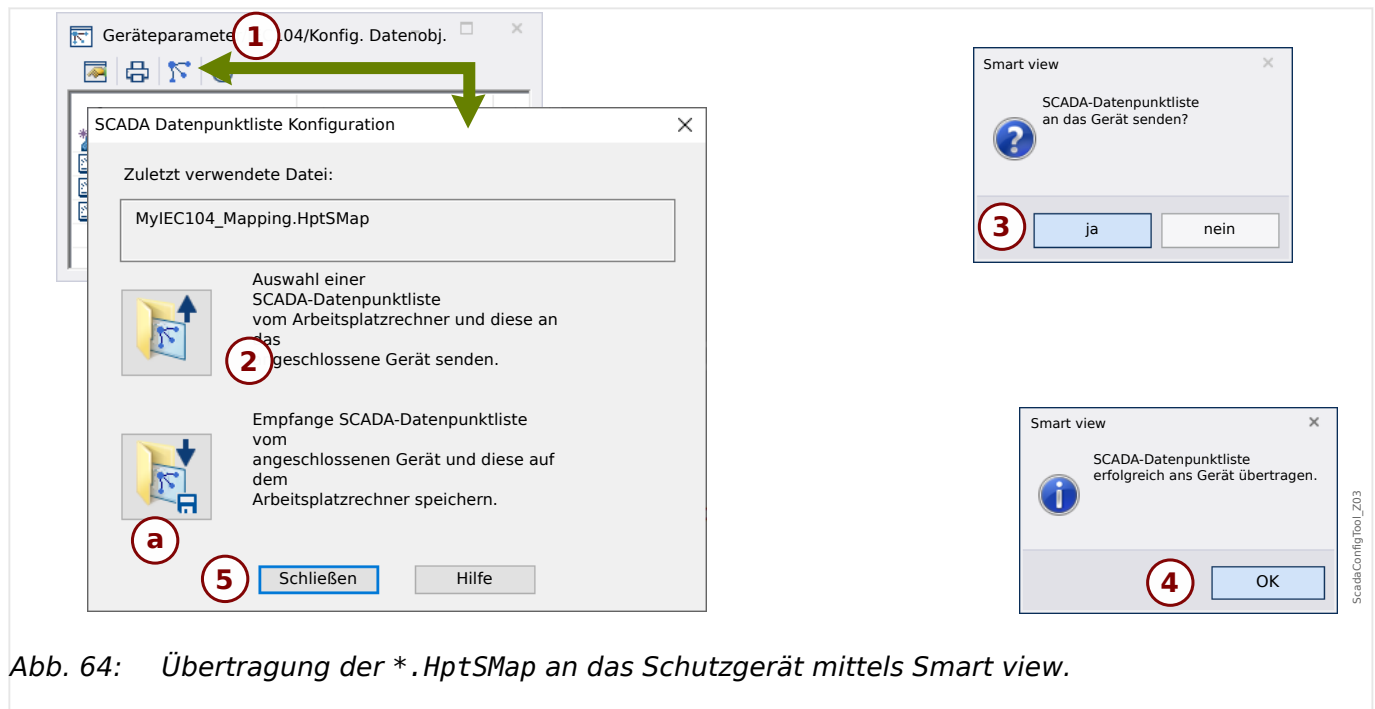 Geräteparamete
1
04/Konfig. Datenobj.
SCADA Datenpunktliste Konfiguration
Zuletzt verwendete Datei:
MyIEC104_Mapping.HptSMap
Auswahl einer
SCADA-Datenpunktliste
vom Arbeitsplatzrechner und diese an
das
geschlossene Gerät senden.
2
Empfange SCADA-Datenpunktliste
vom
angeschlossenen Gerät und diese auf
dem
Arbeitsplatzrechner speichern.
a
5
Schließen
Hilfe
Smart view
SCADA-Datenpunktliste
an das Gerät senden?
3
ja
nein
Smart view
SCADA-Datenpunktliste
erfolgreich ans Gerät übertragen.
4
OK
ScadaConfigTool_Z03
Abb. 64: Übertragung der *.HptSMap an das Schutzgerät mittels Smart view.